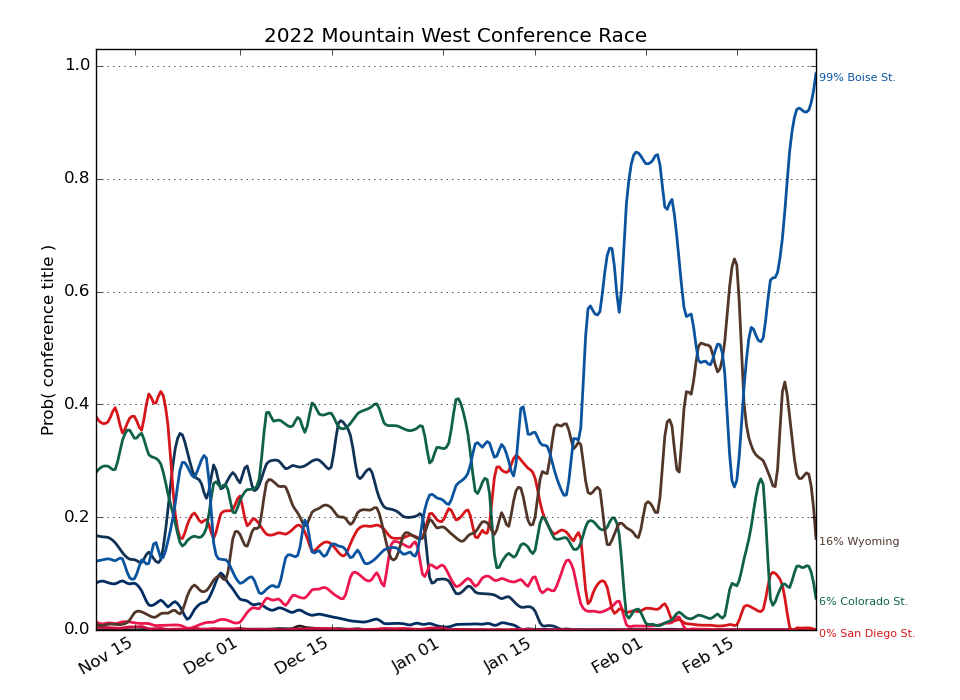 2022 Mountain West Conference Race
Prob( conference title )
1.0
0.8
0.6
0.4
0.2
0.0
Nov 15
Dec 01
Dec 15
Jan 01
Jan 15
Feb 01
Feb 15
99% Boise St.
16% Wyoming
6% Colorado St.
0% San Diego St.